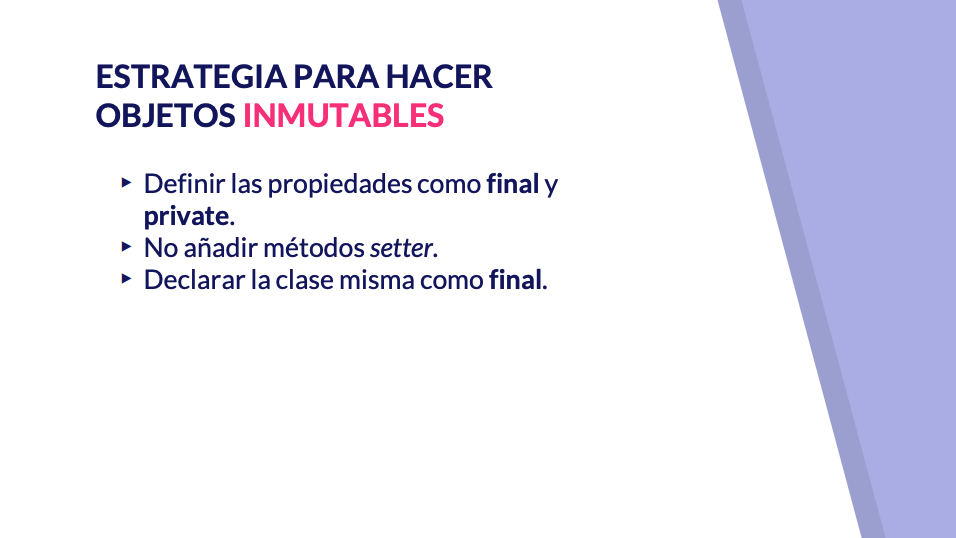 ESTRATEGIA PARA HACER
OBJETOS INMUTABLES
▸ Definir las propiedades como final y
private.
▸ No añadir métodos setter.
▸ Declarar la clase misma como final.